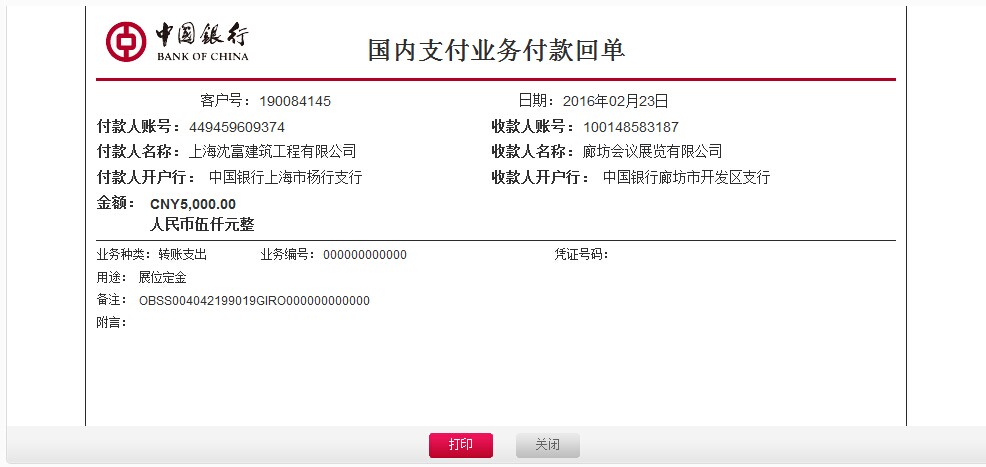 中国银行
BANK OF CHINA
国内支付业务付款回单
客户号：190084145 日期：2016年02月23日
付款人账号：449459609374 收款人账号：100148583187
付款人名称：上海沈富建筑工程有限公司 收款人名称：廊坊会议展览有限公司
付款人开户行： 中国银行上海市杨行支行 收款人开户行： 中国银行廊坊市开发区支行
金额： CNY5,000.00
人民币伍仟元整
业务种类：转账支出 业务编号：000000000000 凭证号码：
用途： 展位定金
备注： OBSS004042199019GIRO000000000000
附言：
打印 关闭